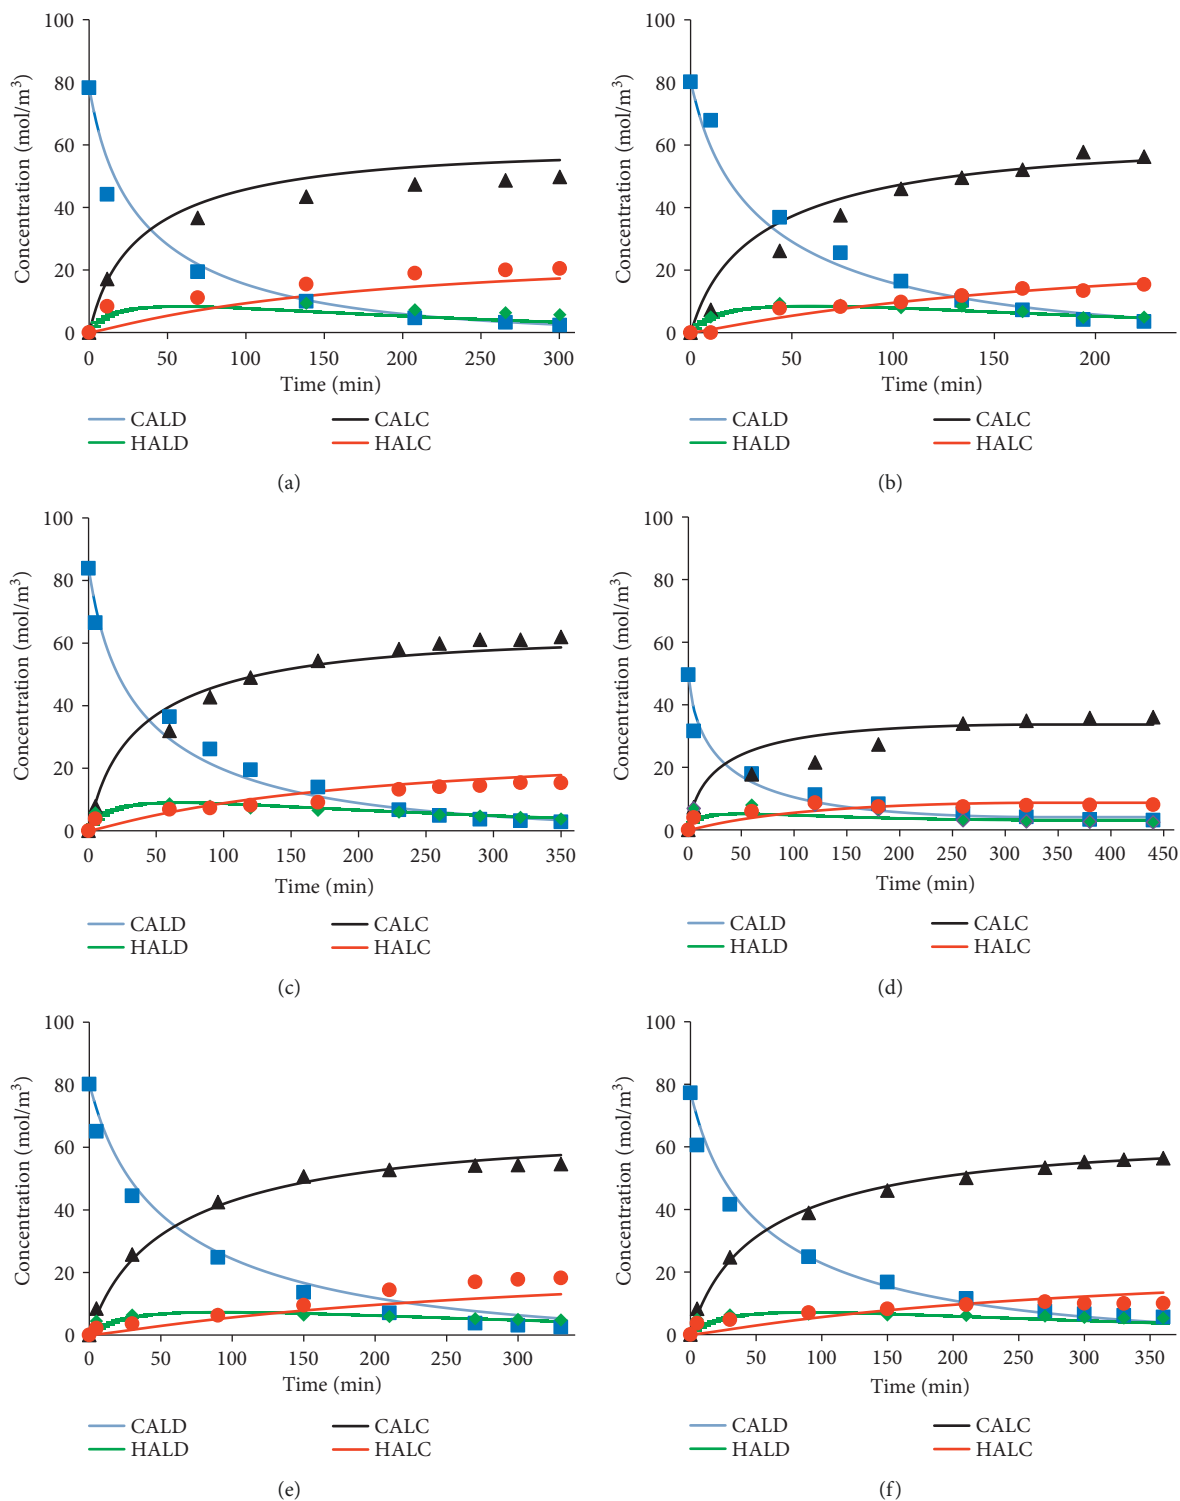 100
80
60
40
20
0
Concentration (mol/m³)
0 50 100 150 200 250 300
Time (min)
CALD CALC
HALD HALC
(a)
100
80
60
40
20
0
Concentration (mol/m³)
0 50 100 150 200
Time (min)
CALD CALC
HALD HALC
(b)
100
80
60
40
20
0
Concentration (mol/m³)
0 50 100 150 200 250 300 350
Time (min)
CALD CALC
HALD HALC
(c)
100
80
60
40
20
0
Concentration (mol/m³)
0 50 100 150 200 250 300 350 400 450
Time (min)
CALD CALC
HALD HALC
(d)
100
80
60
40
20
0
Concentration (mol/m³)
0 50 100 150 200 250 300
Time (min)
CALD CALC
HALD HALC
(e)
100
80
60
40
20
0
Concentration (mol/m³)
0 50 100 150 200 250 300 350
Time (min)
CALD CALC
HALD HALC
(f)